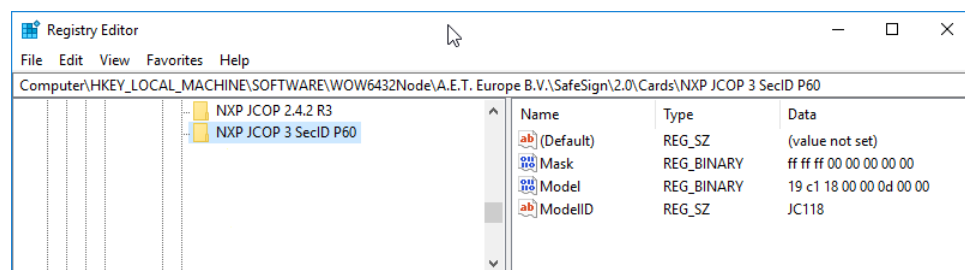 Registry Editor
File Edit View Favorites Help
Computer\HKEY_LOCAL_MACHINE\SOFTWARE\WOW6432Node\A.E.T. Europe B.V.\SafeSign\2.0\Cards\NXP JCOP 3 SecID P60
NXP JCOP 2.4.2 R3
NXP JCOP 3 SecID P60
Name Type Data
(Default) REG_SZ (value not set)
Mask REG_BINARY ff ff ff 00 00 00 00 00
Model REG_BINARY 19 c1 18 00 00 0d 00 00
ModelID REG_SZ JC118